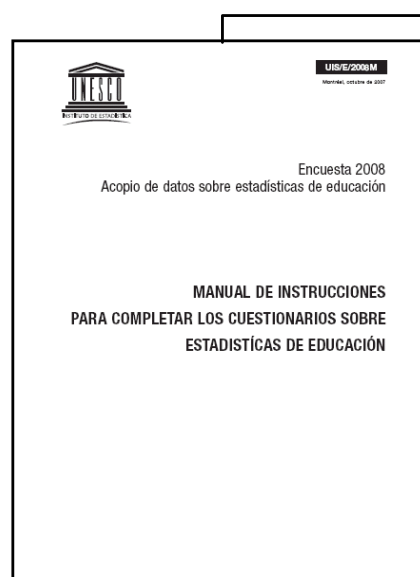 UNESCO
INSTITUTO DE ESTADÍSTICA
UIS/E/2008 M
Montréal, octubre de 2007
Encuesta 2008
Acopio de datos sobre estadísticas de educación
MANUAL DE INSTRUCCIONES
PARA COMPLETAR LOS CUESTIONARIOS SOBRE
ESTADISTÍCAS DE EDUCACIÓN